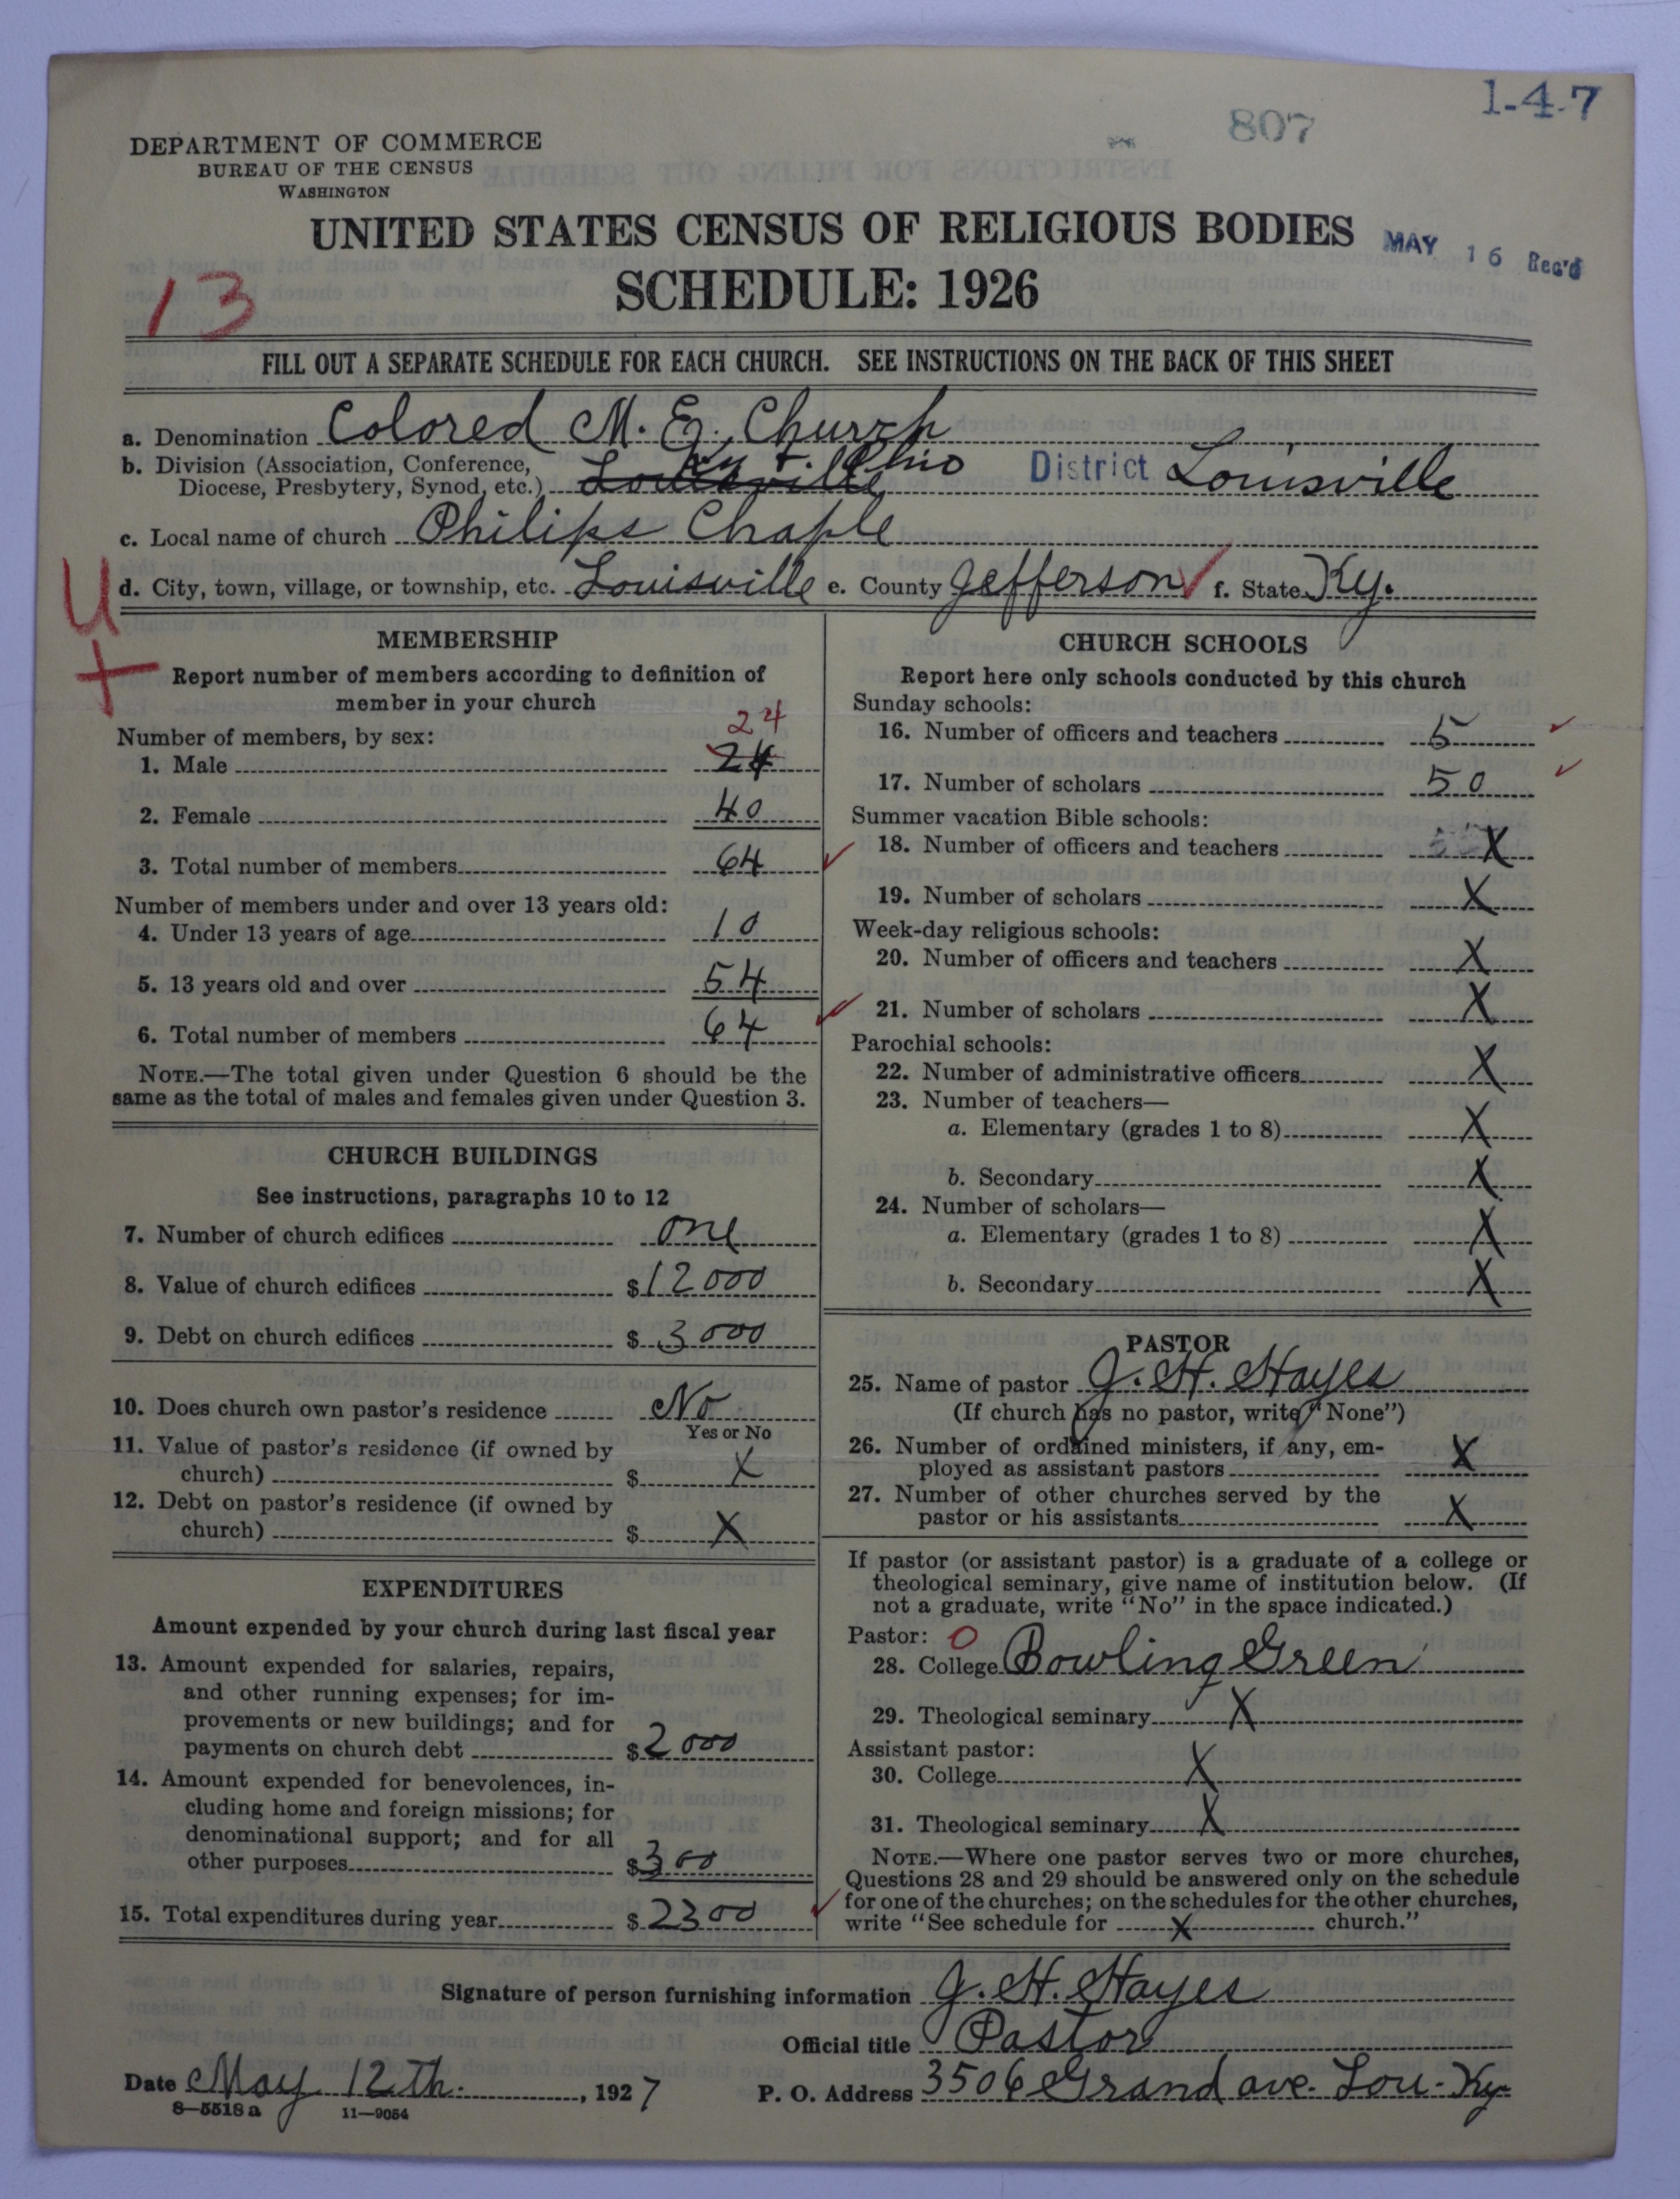 1-4-7
807
DEPARTMENT OF COMMERCE
BUREAU OF THE CENSUS
WASHINGTON
UNITED STATES CENSUS OF RELIGIOUS BODIES
MAY 16 Rec'd
SCHEDULE: 1926
13
FILL OUT A SEPARATE SCHEDULE FOR EACH CHURCH. SEE INSTRUCTIONS ON THE BACK OF THIS SHEET
a. Denomination Colored M. E. Church
b. Division (Association, Conference, Ky + Ohio District Louisville
Diocese, Presbytery, Synod, etc.) Louisville
c. Local name of church Philips Chaple
U d. City, town, village, or township, etc. Louisville e. County Jefferson f. State Ky.
+
MEMBERSHIP
Report number of members according to definition of
member in your church
Number of members, by sex: 24
1. Male 24
2. Female 40
3. Total number of members 64
Number of members under and over 13 years old:
4. Under 13 years of age 10
5. 13 years old and over 54
6. Total number of members 64
NOTE.—The total given under Question 6 should be the
same as the total of males and females given under Question 3.
CHURCH BUILDINGS
See instructions, paragraphs 10 to 12
7. Number of church edifices one
8. Value of church edifices $12000
9. Debt on church edifices $3000
10. Does church own pastor's residence No
Yes or No
11. Value of pastor's residence (if owned by
church) $ X
12. Debt on pastor's residence (if owned by
church) $ X
EXPENDITURES
Amount expended by your church during last fiscal year
13. Amount expended for salaries, repairs,
and other running expenses; for im-
provements or new buildings; and for
payments on church debt $2000
14. Amount expended for benevolences, in-
cluding home and foreign missions; for
denominational support; and for all
other purposes $300
15. Total expenditures during year $2300
CHURCH SCHOOLS
Report here only schools conducted by this church
Sunday schools:
16. Number of officers and teachers 5
17. Number of scholars 50
Summer vacation Bible schools:
18. Number of officers and teachers X
19. Number of scholars X
Week-day religious schools:
20. Number of officers and teachers X
21. Number of scholars X
Parochial schools:
22. Number of administrative officers X
23. Number of teachers—
a. Elementary (grades 1 to 8) X
b. Secondary X
24. Number of scholars—
a. Elementary (grades 1 to 8) X
b. Secondary X
PASTOR
25. Name of pastor J. H. Hayes
(If church has no pastor, write "None")
26. Number of ordained ministers, if any, em-
ployed as assistant pastors X
27. Number of other churches served by the
pastor or his assistants X
If pastor (or assistant pastor) is a graduate of a college or
theological seminary, give name of institution below. (If
not a graduate, write "No" in the space indicated.)
Pastor: 0
28. College Bowling Green
29. Theological seminary X
Assistant pastor:
30. College X
31. Theological seminary X
NOTE.—Where one pastor serves two or more churches,
Questions 28 and 29 should be answered only on the schedule
for one of the churches; on the schedules for the other churches,
write "See schedule for X church."
Signature of person furnishing information J. H. Hayes
Official title Pastor
Date May 12th, 1927 P. O. Address 3506 Grand ave. Lou. Ky
8—5518 a 11—9054